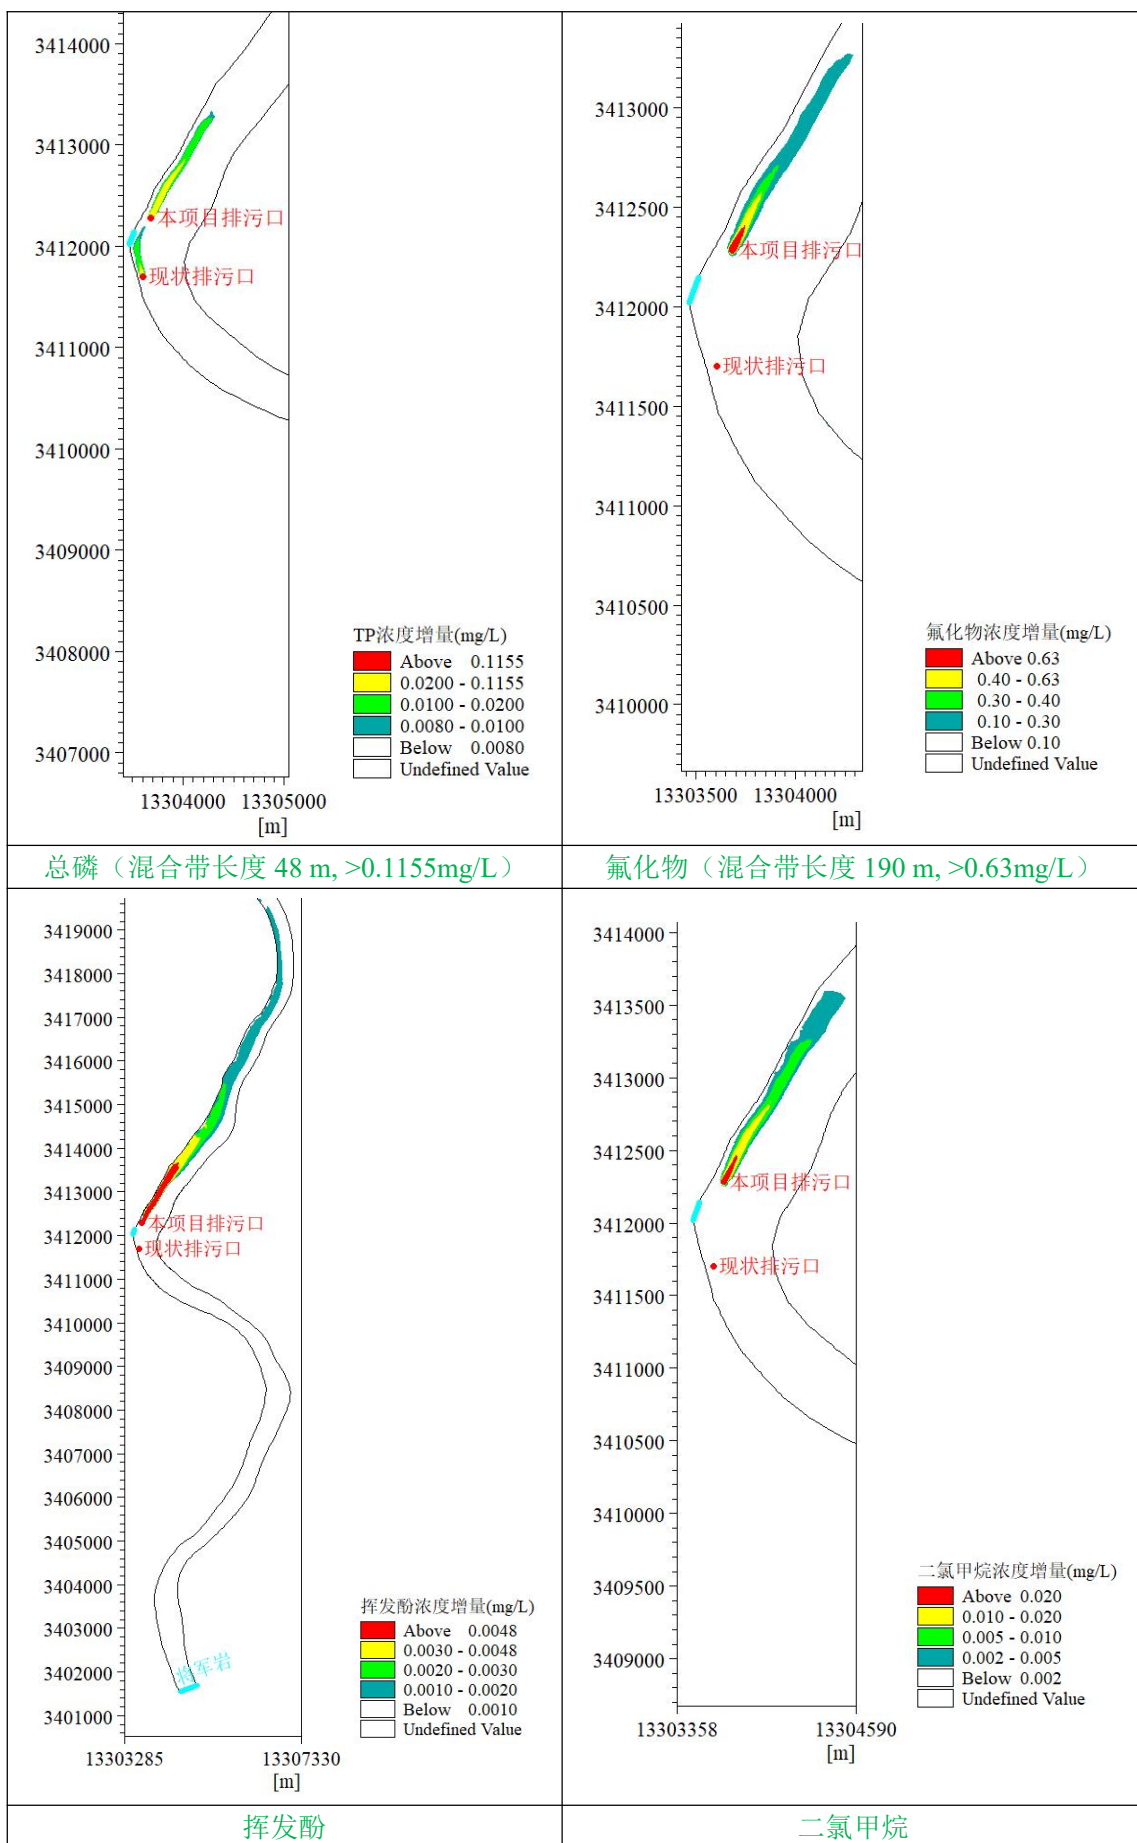 3414000
3413000
3412000
3411000
3410000
3409000
3408000
3407000
本项目排污口
现状排污口
TP浓度增量(mg/L)
Above 0.1155
0.0200 - 0.1155
0.0100 - 0.0200
0.0080 - 0.0100
Below 0.0080
Undefined Value
13304000 13305000
[m]
3413000
3412500
3412000
3411500
3411000
3410500
3410000
本项目排污口
现状排污口
氟化物浓度增量(mg/L)
Above 0.63
0.40 - 0.63
0.30 - 0.40
0.10 - 0.30
Below 0.10
Undefined Value
13303500 13304000
[m]
总磷（混合带长度 48 m, >0.1155mg/L）
氟化物（混合带长度 190 m, >0.63mg/L）
3419000
3418000
3417000
3416000
3415000
3414000
3413000
3412000
3411000
3410000
3409000
3408000
3407000
3406000
3405000
3404000
3403000
3402000
3401000
本项目排污口
现状排污口
将军岩
挥发酚浓度增量(mg/L)
Above 0.0048
0.0030 - 0.0048
0.0020 - 0.0030
0.0010 - 0.0020
Below 0.0010
Undefined Value
13303285 13307330
[m]
3414000
3413500
3413000
3412500
3412000
3411500
3411000
3410500
3410000
3409500
3409000
本项目排污口
现状排污口
二氯甲烷浓度增量(mg/L)
Above 0.020
0.010 - 0.020
0.005 - 0.010
0.002 - 0.005
Below 0.002
Undefined Value
13303358 13304590
[m]
挥发酚
二氯甲烷